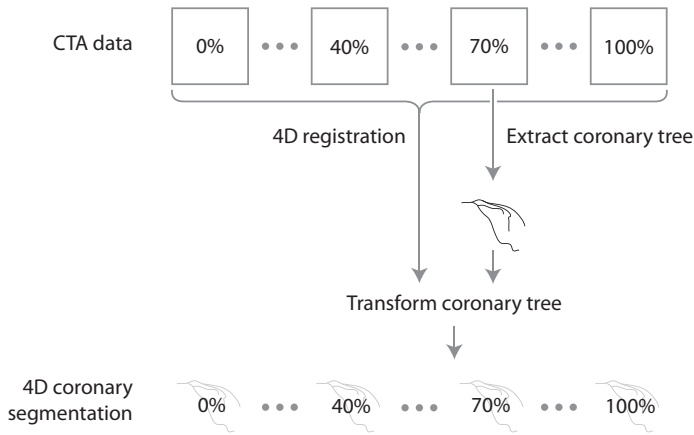 CTA data
0% 40% 70% 100%
4D registration
Extract coronary tree
Transform coronary tree
4D coronary
segmentation
0% 40% 70% 100%